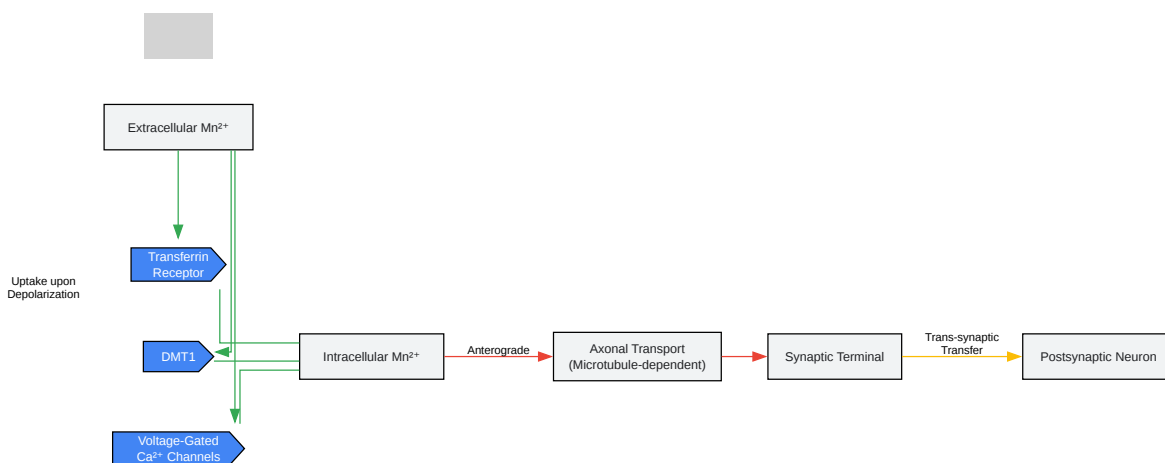 Extracellular Mn²⁺
Transferrin
Receptor
Uptake upon
Depolarization
DMT1
Intracellular Mn²⁺
Anterograde
Axonal Transport
(Microtubule-dependent)
Synaptic Terminal
Trans-synaptic
Transfer
Postsynaptic Neuron
Voltage-Gated
Ca²⁺ Channels